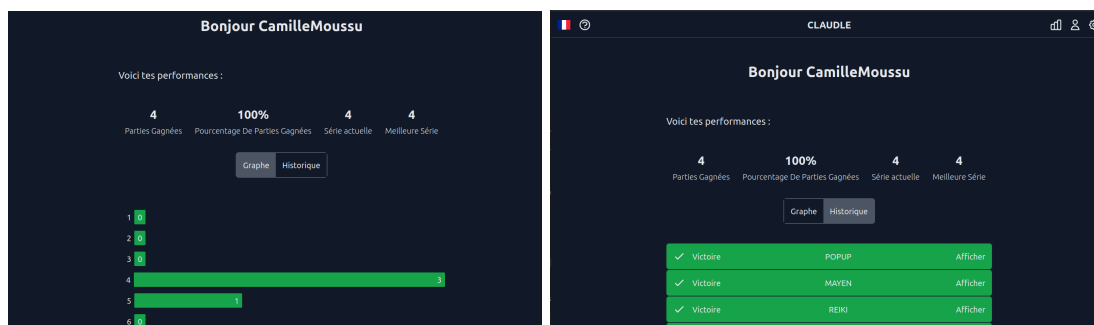 Bonjour CamilleMoussu
Voici tes performances :
4 100% 4 4
Parties Gagnées Pourcentage De Parties Gagnées Série actuelle Meilleure Série
Graphe Historique
1 0
2 0
3 0
4 3
5 1
6 0
CLAUDLE
Bonjour CamilleMoussu
Voici tes performances :
4 100% 4 4
Parties Gagnées Pourcentage De Parties Gagnées Série actuelle Meilleure Série
Graphe Historique
Victoire POPUP Afficher
Victoire MAYEN Afficher
Victoire REIKI Afficher